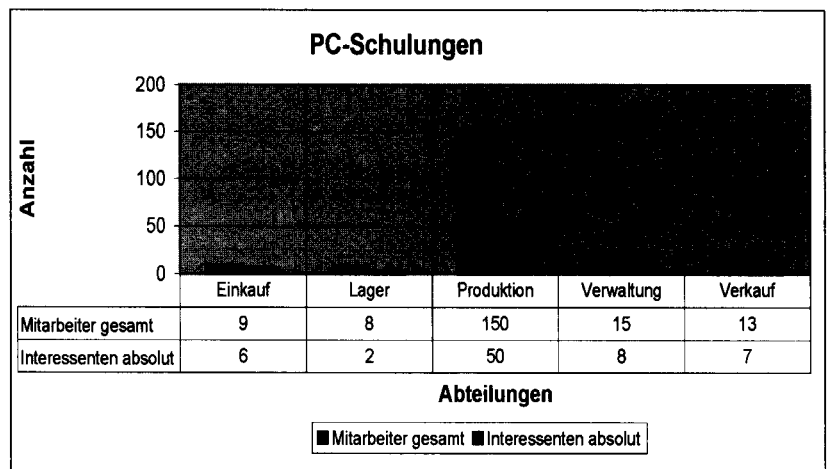 PC-Schulungen
Anzahl
200
150
100
50
0
Einkauf Lager Produktion Verwaltung Verkauf
Mitarbeiter gesamt 9 8 150 15 13
Interessenten absolut 6 2 50 8 7
Abteilungen
Mitarbeiter gesamt Interessenten absolut